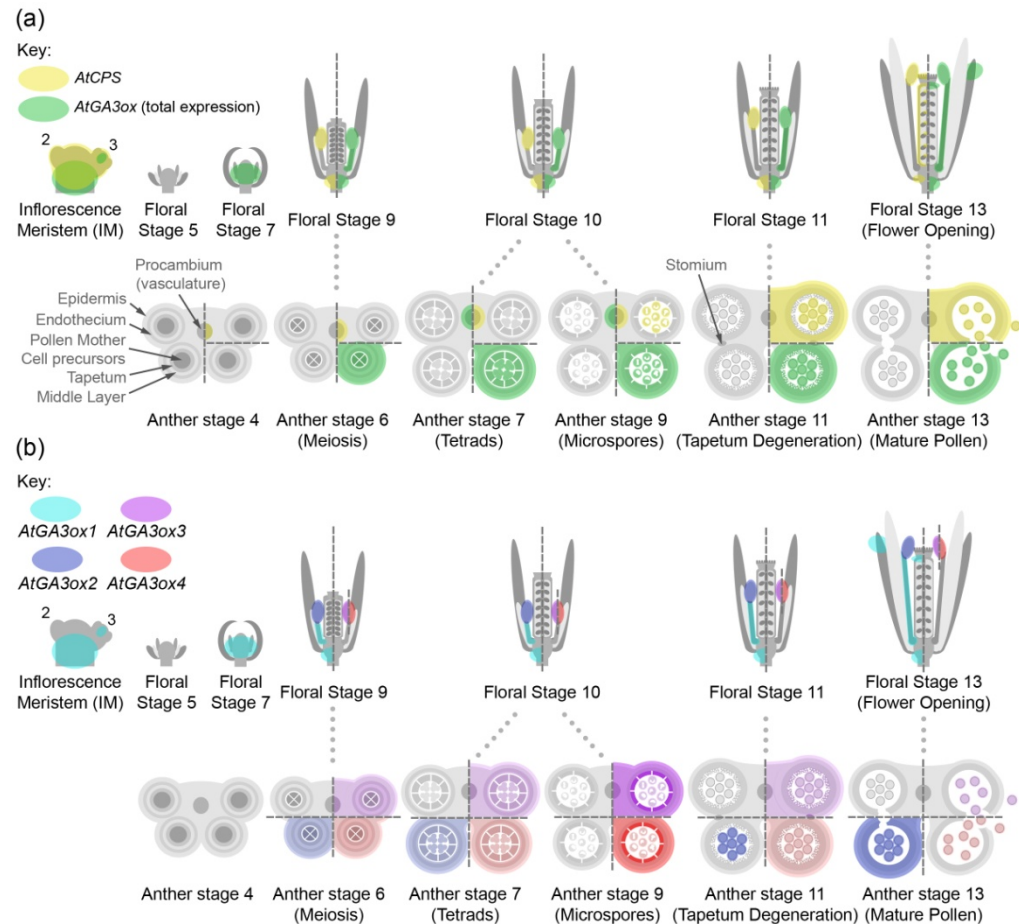 (a)
Key:
AtCPS
AtGA3ox (total expression)
2
3
Inflorescence
Meristem (IM)
Floral
Stage 5
Floral
Stage 7
Floral Stage 9
Floral Stage 10
Floral Stage 11
Floral Stage 13
(Flower Opening)
Procambium
(vasculature)
Epidermis
Endothecium
Pollen Mother
Cell precursors
Tapetum
Middle Layer
Stomium
Anther stage 4
Anther stage 6
(Meiosis)
Anther stage 7
(Tetrads)
Anther stage 9
(Microspores)
Anther stage 11
(Tapetum Degeneration)
Anther stage 13
(Mature Pollen)
(b)
Key:
AtGA3ox1
AtGA3ox3
AtGA3ox2
AtGA3ox4
2
3
Inflorescence
Meristem (IM)
Floral
Stage 5
Floral
Stage 7
Floral Stage 9
Floral Stage 10
Floral Stage 11
Floral Stage 13
(Flower Opening)
Anther stage 4
Anther stage 6
(Meiosis)
Anther stage 7
(Tetrads)
Anther stage 9
(Microspores)
Anther stage 11
(Tapetum Degeneration)
Anther stage 13
(Mature Pollen)